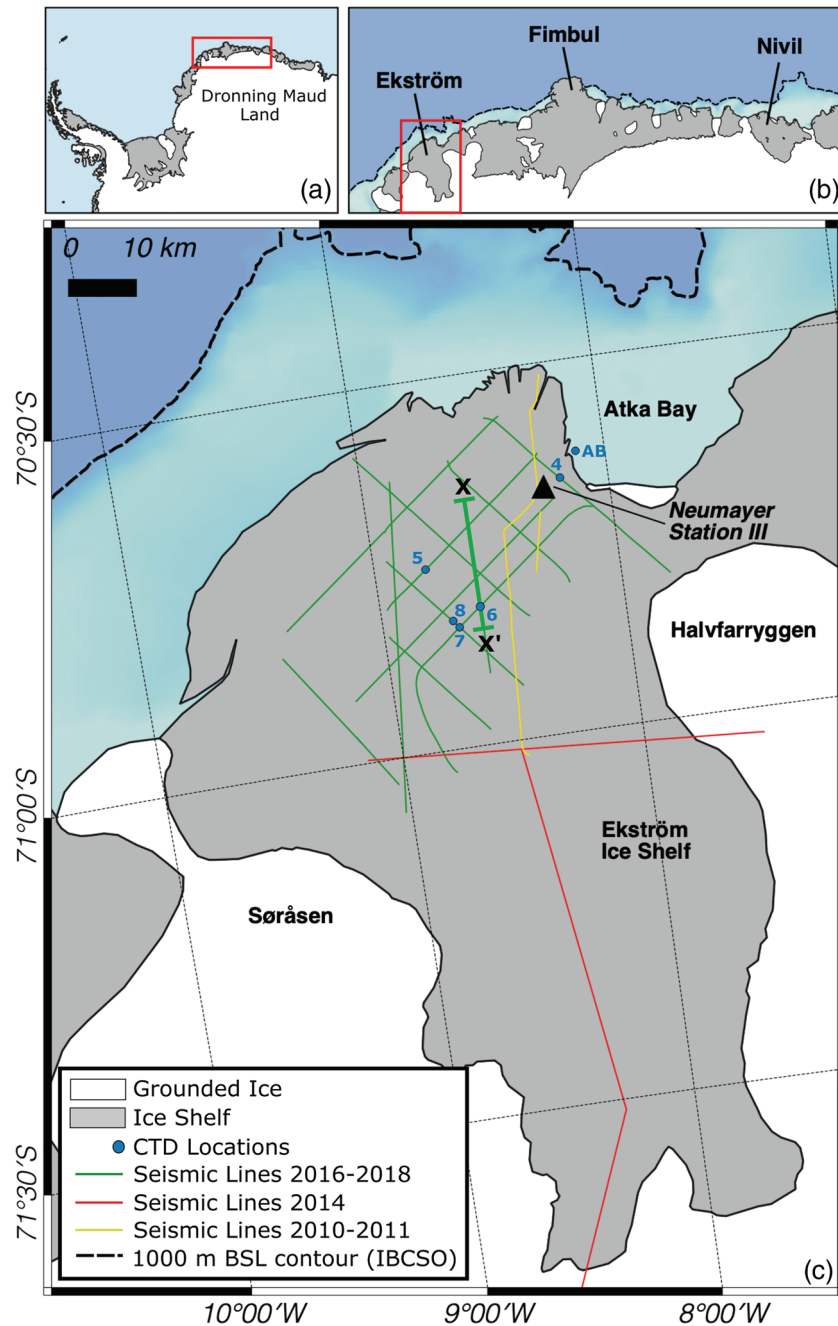 Dronning Maud
Land
(a)
Fimbul
Nivil
Ekström
(b)
0 10 km
Atka Bay
AB
4
X
Neumayer
Station III
5
8
6
7
X'
Halvfarryggen
Ekström
Ice Shelf
Søråsen
70°30'S
71°00'S
71°30'S
Grounded Ice
Ice Shelf
CTD Locations
Seismic Lines 2016-2018
Seismic Lines 2014
Seismic Lines 2010-2011
1000 m BSL contour (IBCSO)
(c)
10°00'W
9°00'W
8°00'W